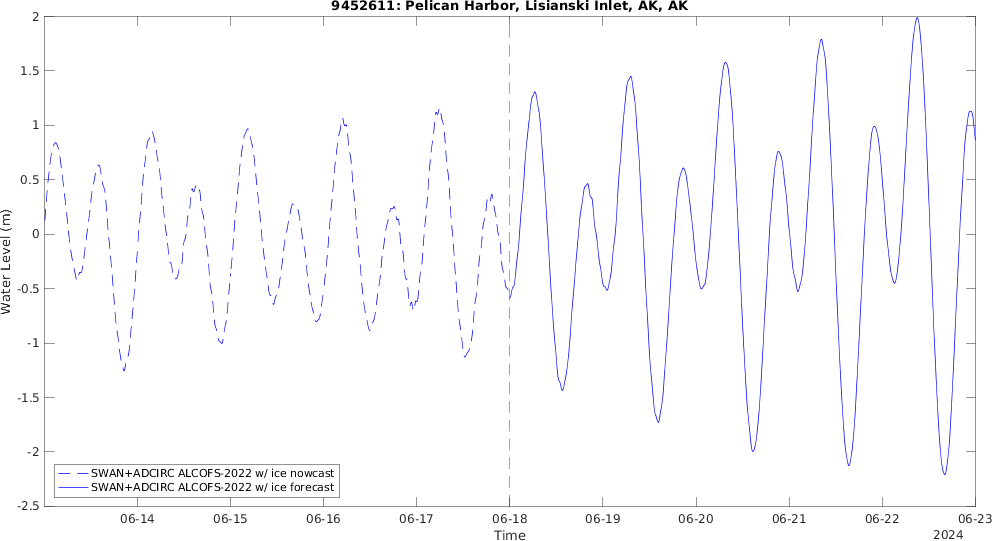 9452611: Pelican Harbor, Lisianski Inlet, AK, AK
2
1.5
1
0.5
0
-0.5
-1
-1.5
-2
-2.5
Water Level (m)
SWAN+ADCIRC ALCOFS-2022 w/ ice nowcast
SWAN+ADCIRC ALCOFS-2022 w/ ice forecast
06-14 06-15 06-16 06-17 06-18 06-19 06-20 06-21 06-22 06-23
Time
2024